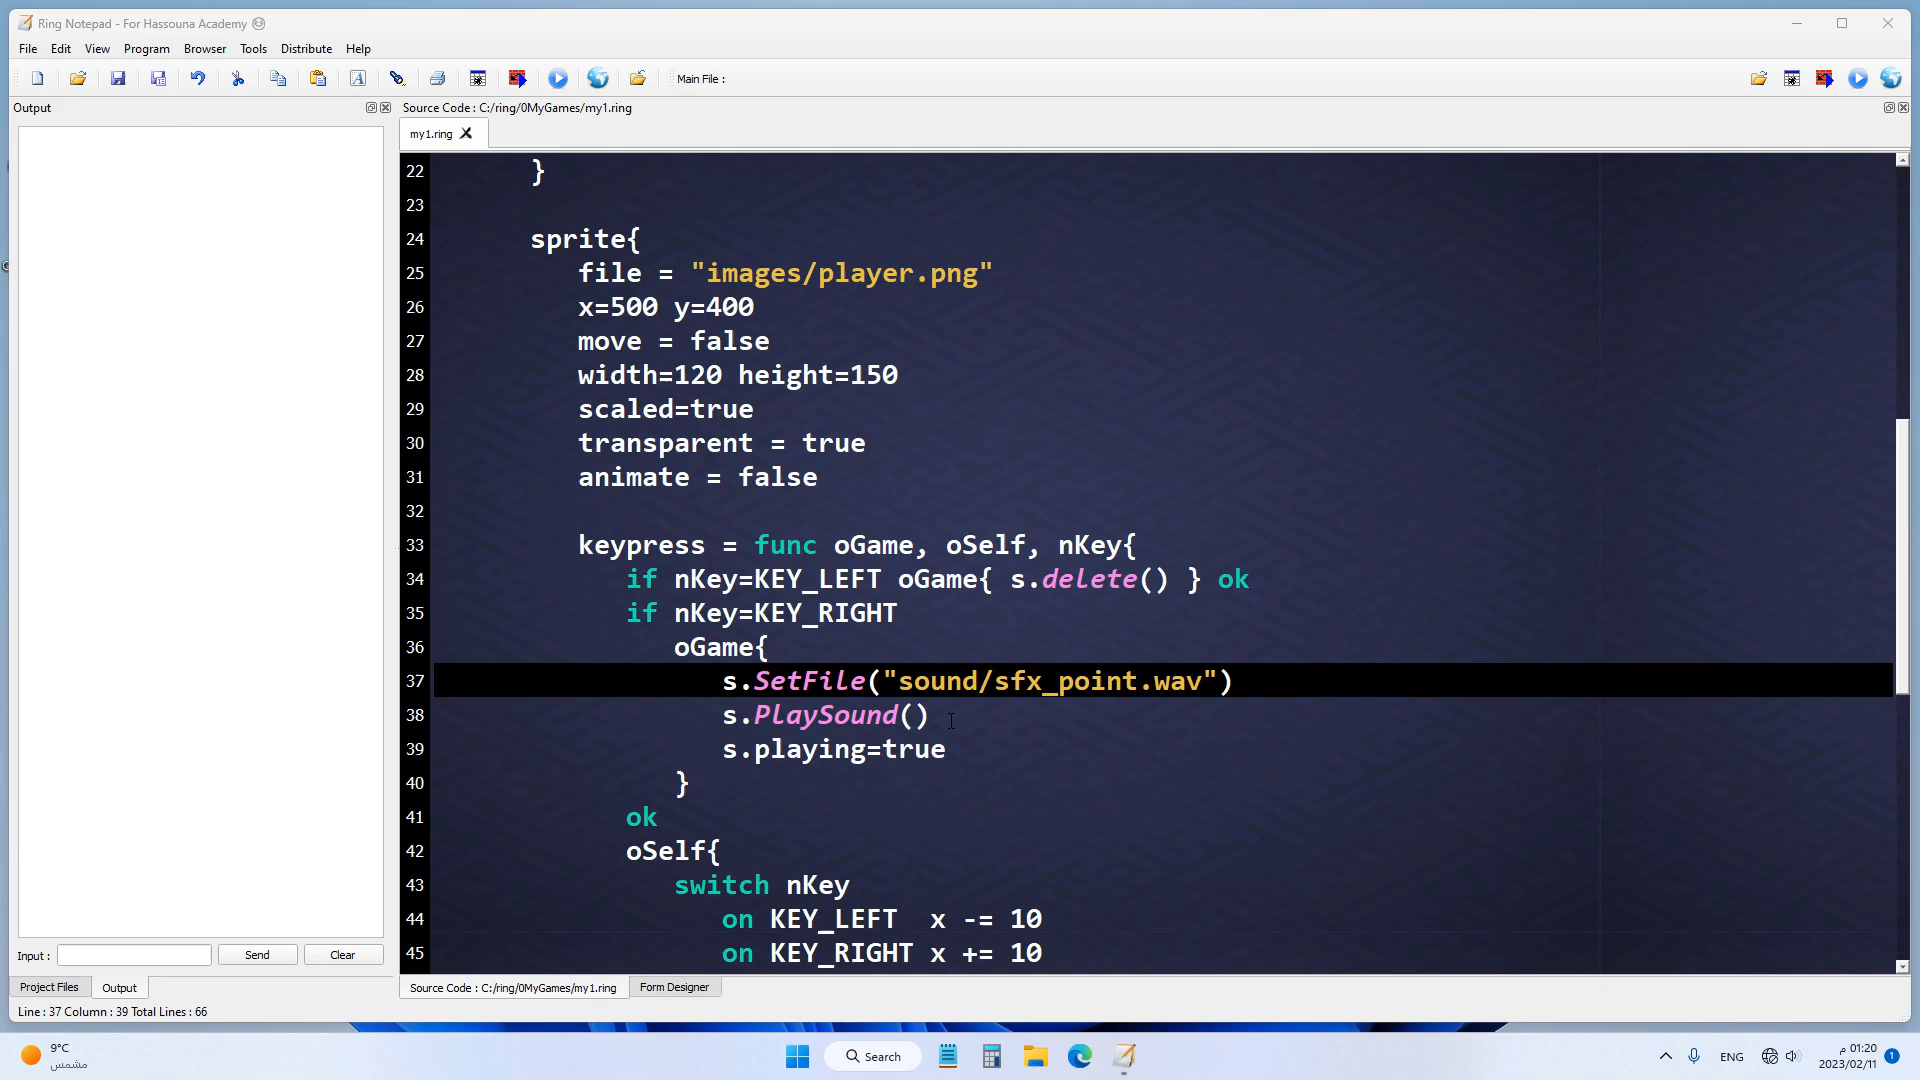 Ring Notepad - For Hassouna Academy
File Edit View Program Browser Tools Distribute Help
Main File :
Output
Source Code : C:/ring/0MyGames/my1.ring
my1.ring
22 }
23
24 sprite{
25 file = "images/player.png"
26 x=500 y=400
27 move = false
28 width=120 height=150
29 scaled=true
30 transparent = true
31 animate = false
32
33 keypress = func oGame, oSelf, nKey{
34 if nKey=KEY_LEFT oGame{ s.delete() } ok
35 if nKey=KEY_RIGHT
36 oGame{
37 s.SetFile("sound/sfx_point.wav")
38 s.PlaySound()
39 s.playing=true
40 }
41 ok
42 oSelf{
43 switch nKey
44 on KEY_LEFT x -= 10
45 on KEY_RIGHT x += 10
Input : Send Clear
Project Files Output
Source Code : C:/ring/0MyGames/my1.ring Form Designer
Line : 37 Column : 39 Total Lines : 66
9°C
مشمس
Search
ENG
01:20 م
2023/02/11
1